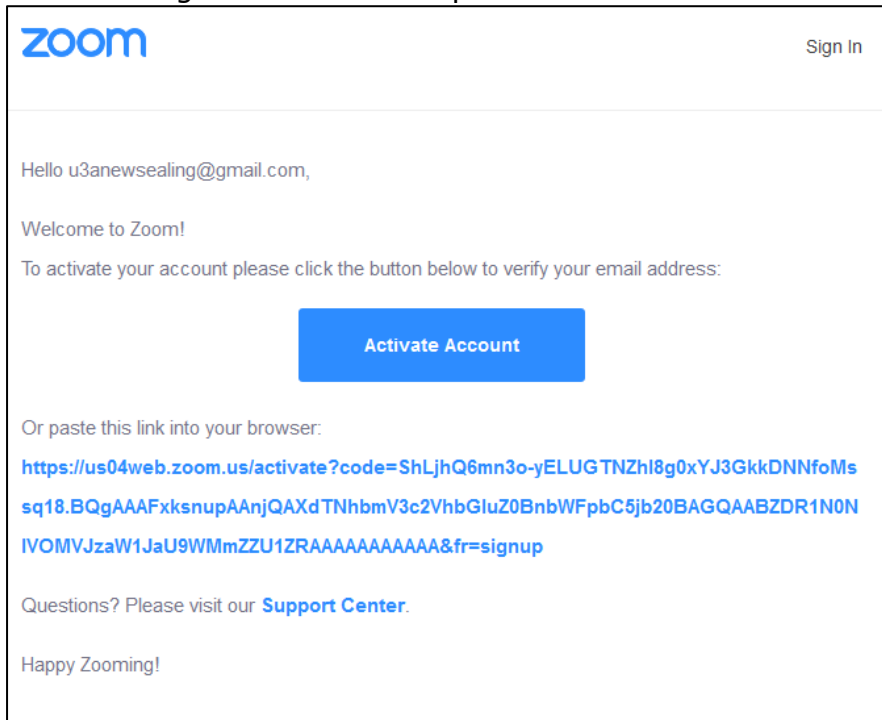 zoom
Sign In
Hello u3anewsealing@gmail.com,
Welcome to Zoom!
To activate your account please click the button below to verify your email address:
Activate Account
Or paste this link into your browser:
https://us04web.zoom.us/activate?code=ShLjhQ6mn3o-yELUGTNZhl8g0xYJ3GkkDNNfoMs
sq18.BQgAAAFxksnupAAnjQAXdTNhbmV3c2VhbGluZ0BnbWFpbC5jb20BAGQAABZDR1N0N
lVOMVJzaW1JaU9WMmZZU1ZRAAAAAAAAAAA&fr=signup
Questions? Please visit our Support Center.
Happy Zooming!